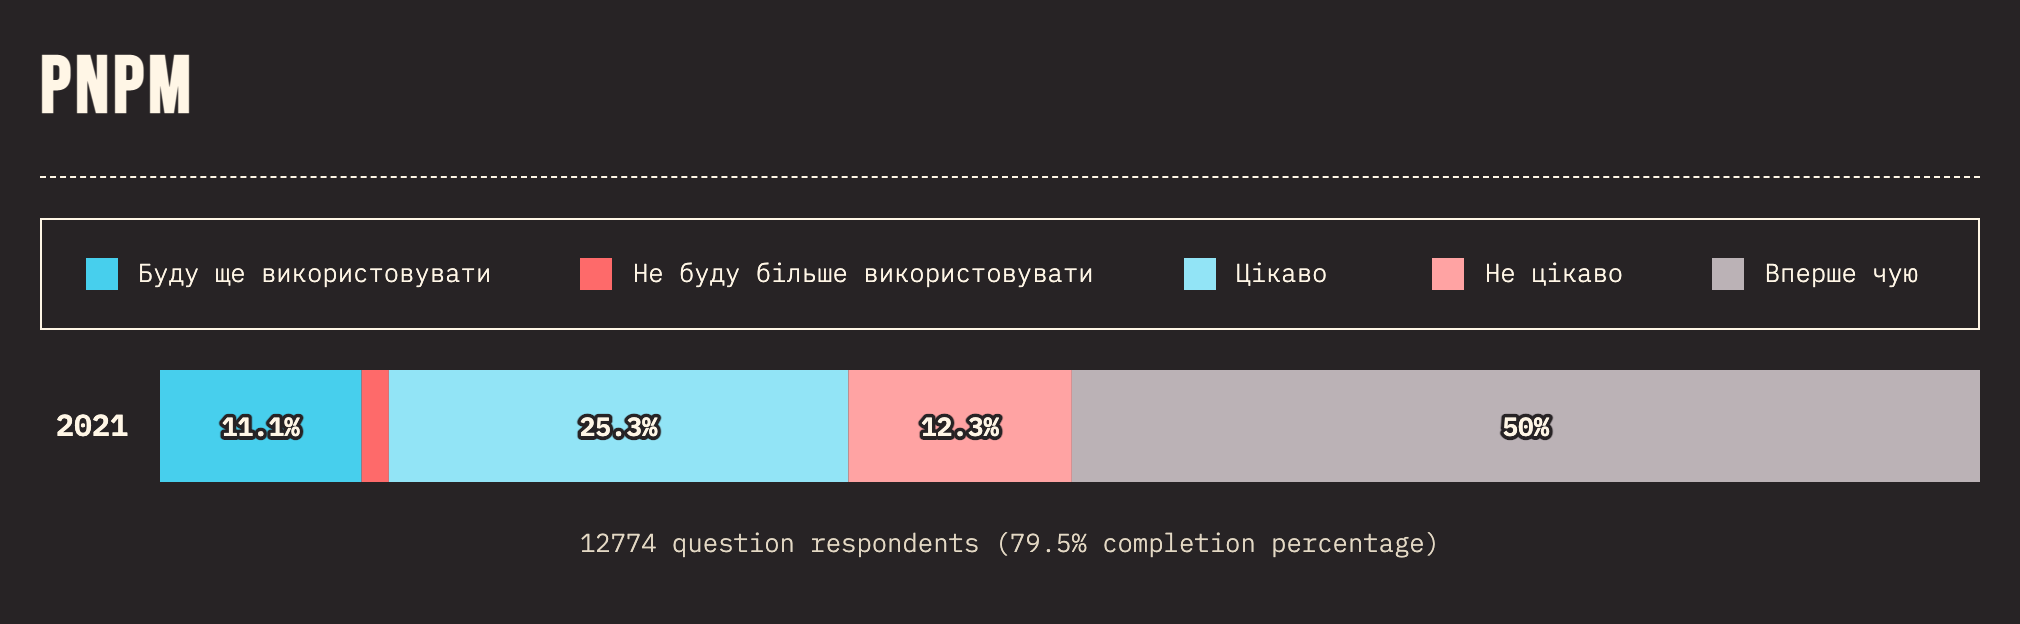 PNPM
Буду ще використовувати Не буду більше використовувати Цікаво Не цікаво Вперше чую
2021 11.1% 25.3% 12.3% 50%
12774 question respondents (79.5% completion percentage)